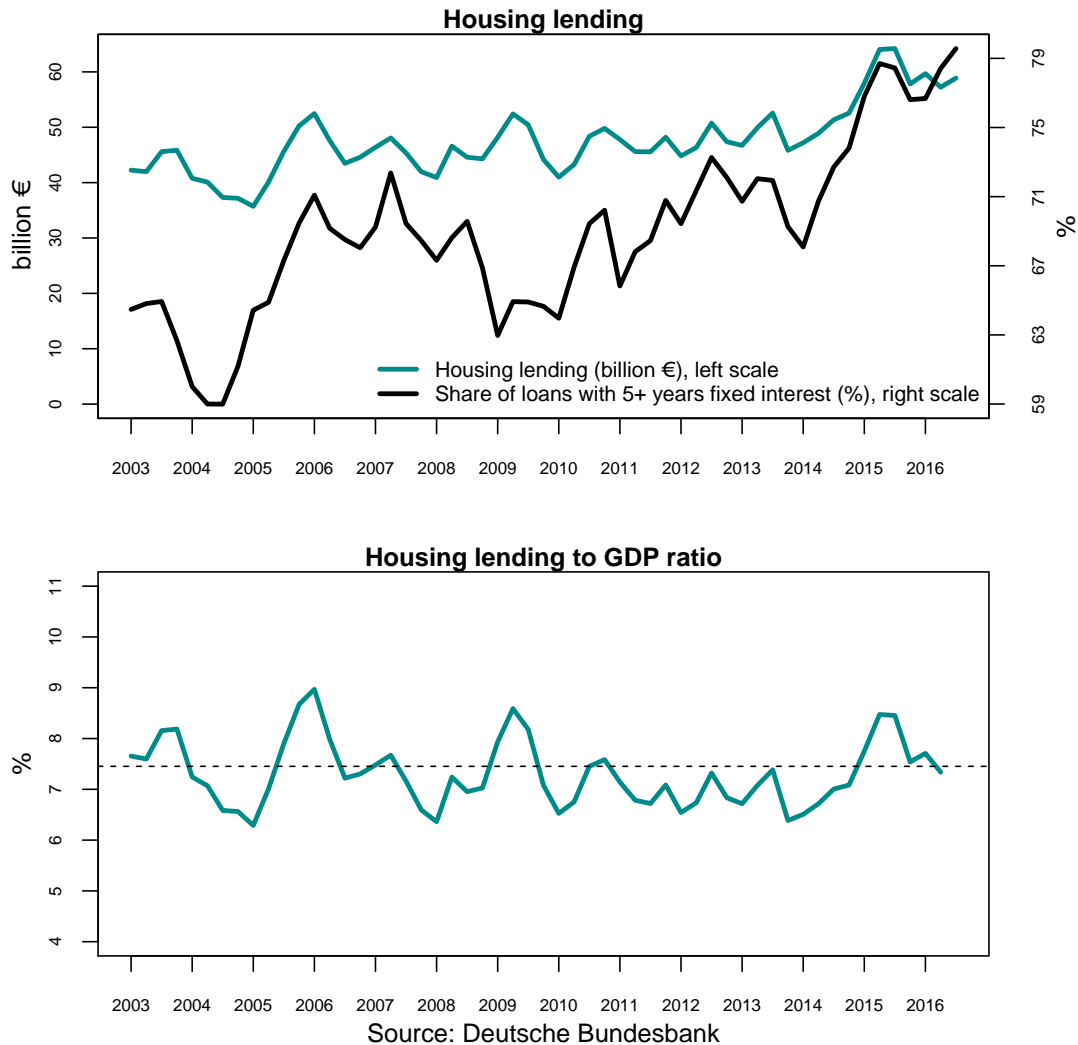 Housing lending
60
50
40
30
20
10
0
billion €
79
75
71
67
63
59
%
Housing lending (billion €), left scale
Share of loans with 5+ years fixed interest (%), right scale
2003 2004 2005 2006 2007 2008 2009 2010 2011 2012 2013 2014 2015 2016
Housing lending to GDP ratio
11
10
9
8
7
6
5
4
%
2003 2004 2005 2006 2007 2008 2009 2010 2011 2012 2013 2014 2015 2016
Source: Deutsche Bundesbank